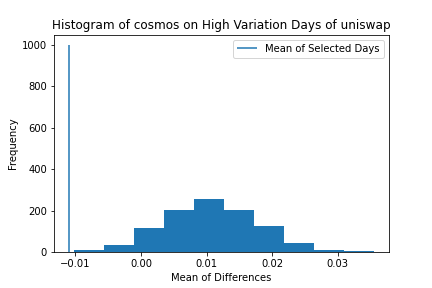 Histogram of cosmos on High Variation Days of uniswap
Mean of Selected Days
Frequency
1000
800
600
400
200
0
−0.01
0.00
0.01
0.02
0.03
Mean of Differences